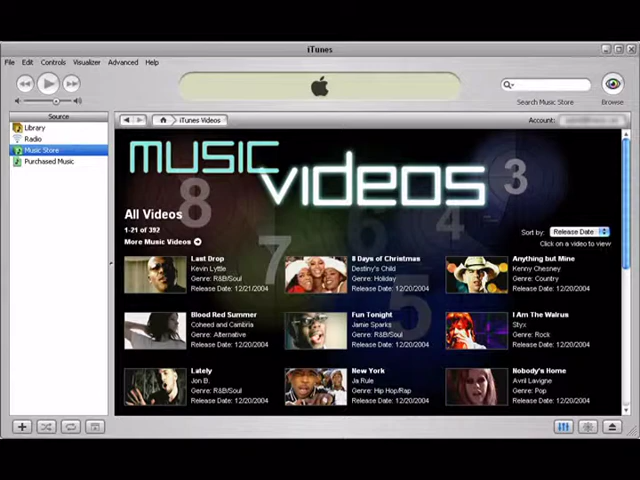 iTunes
File Edit Controls Visualizer Advanced Help
Search Music Store
Browse
Source
iTunes Videos
Account:
Library
Radio
Music Store
Purchased Music
MUSIC
videos
3
8
6
4
7
5
All Videos
1-21 of 392
More Music Videos
Sort by: Release Date
Click on a video to view
Last Drop
Kevin Lyttle
Genre: R&B/Soul
Release Date: 12/21/2004
8 Days of Christmas
Destiny's Child
Genre: Holiday
Release Date: 12/20/2004
Anything but Mine
Kenny Chesney
Genre: Country
Release Date: 12/20/2004
Blood Red Summer
Coheed and Cambria
Genre: Alternative
Release Date: 12/20/2004
Fun Tonight
Jamie Sparks
Genre: R&B/Soul
Release Date: 12/20/2004
I Am The Walrus
Styx
Genre: Rock
Release Date: 12/20/2004
Lately
Jon B.
Genre: R&B/Soul
Release Date: 12/20/2004
New York
Ja Rule
Genre: Hip Hop/Rap
Release Date: 12/20/2004
Nobody's Home
Avril Lavigne
Genre: Pop
Release Date: 12/20/2004